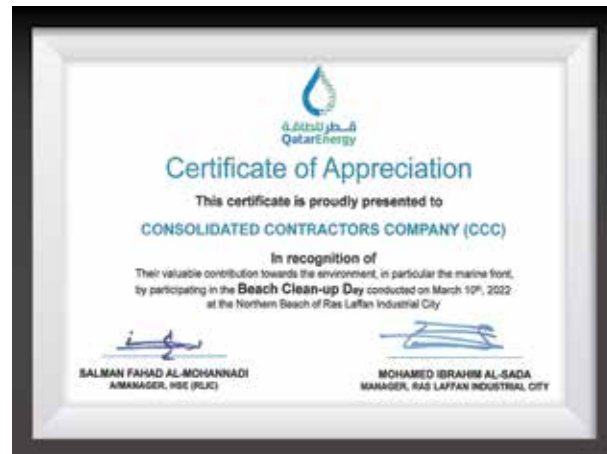 قطر للطاقة
QatarEnergy
Certificate of Appreciation
This certificate is proudly presented to
CONSOLIDATED CONTRACTORS COMPANY (CCC)
In recognition of
Their valuable contribution towards the environment, in particular the marine front,
by participating in the Beach Clean-up Day conducted on March 10th, 2022
at the Northern Beach of Ras Laffan Industrial City
SALMAN FAHAD AL-MOHANNADI
A/MANAGER, HSE (RLIC)
MOHAMED IBRAHIM AL-SADA
MANAGER, RAS LAFFAN INDUSTRIAL CITY